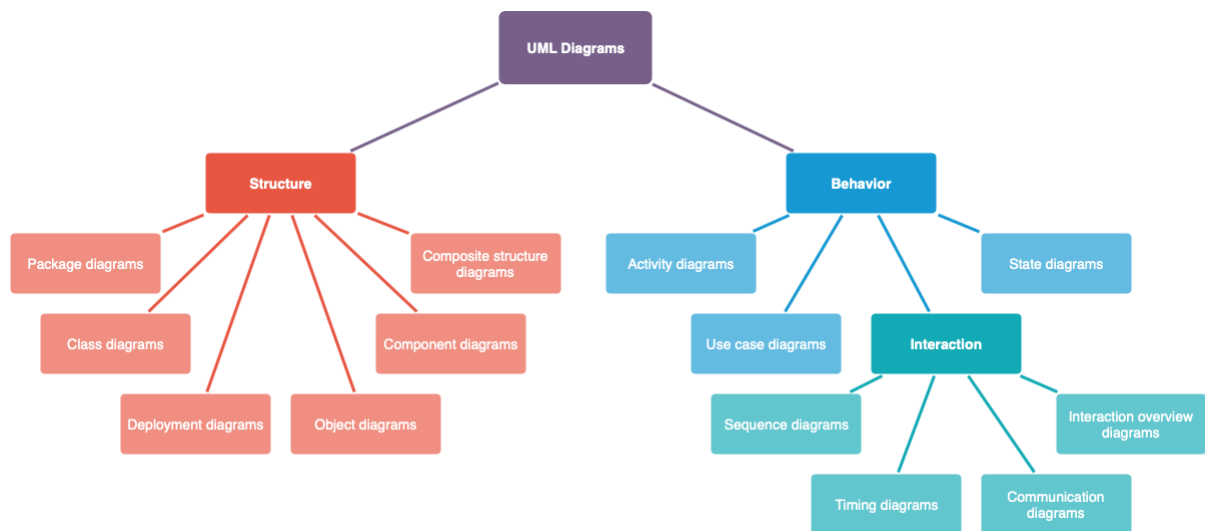 UML Diagrams
Structure
Behavior
Package diagrams
Composite structure
diagrams
Activity diagrams
State diagrams
Class diagrams
Component diagrams
Use case diagrams
Interaction
Deployment diagrams
Object diagrams
Sequence diagrams
Interaction overview
diagrams
Timing diagrams
Communication
diagrams